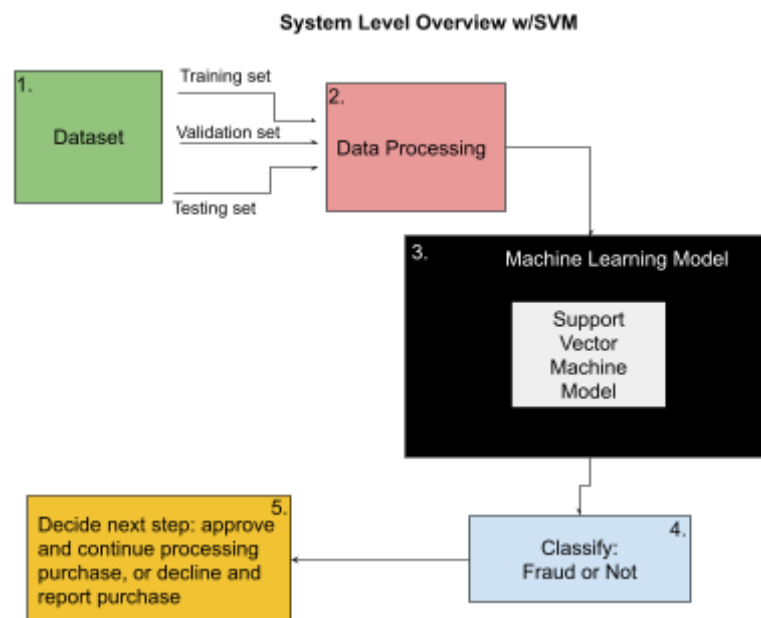 System Level Overview w/SVM
1.
Dataset
Training set
Validation set
Testing set
2.
Data Processing
3.
Machine Learning Model
Support
Vector
Machine
Model
4.
Classify:
Fraud or Not
5.
Decide next step: approve
and continue processing
purchase, or decline and
report purchase